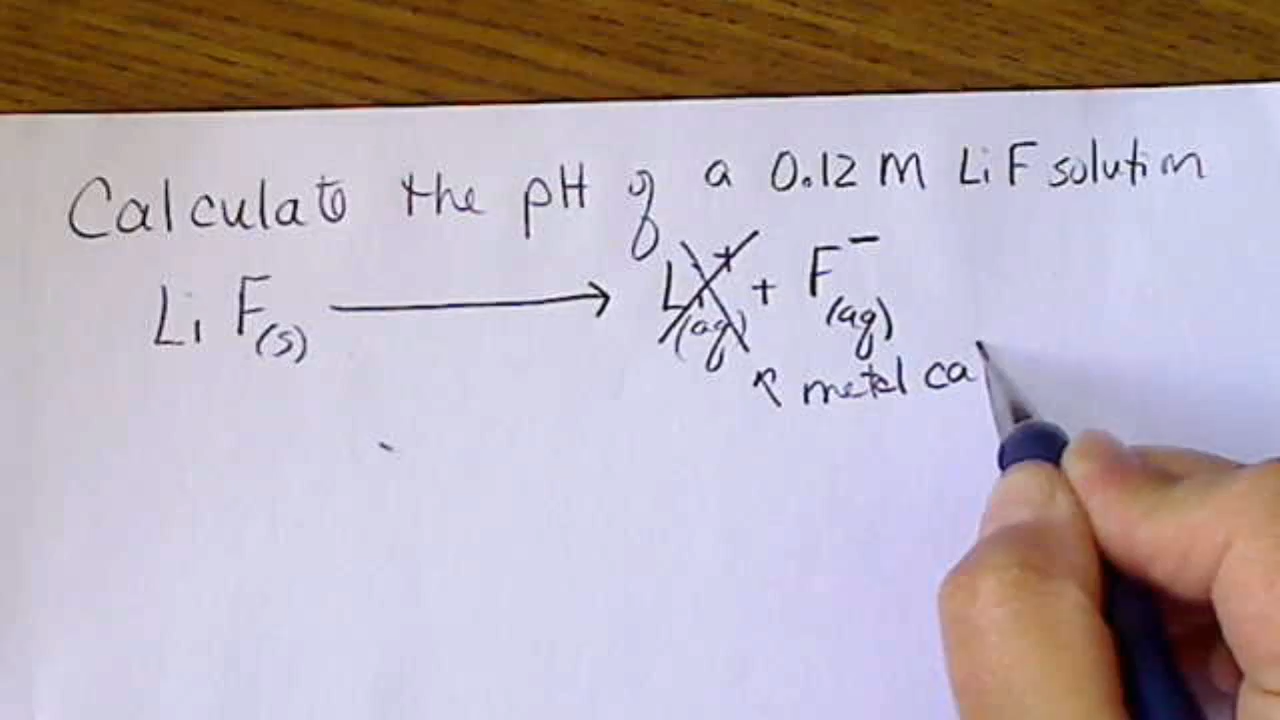 Calculate the pH of a 0.12 M LiF solution
LiF(s) ⟶ Li+(aq) + F−(aq)
↑ metal ca